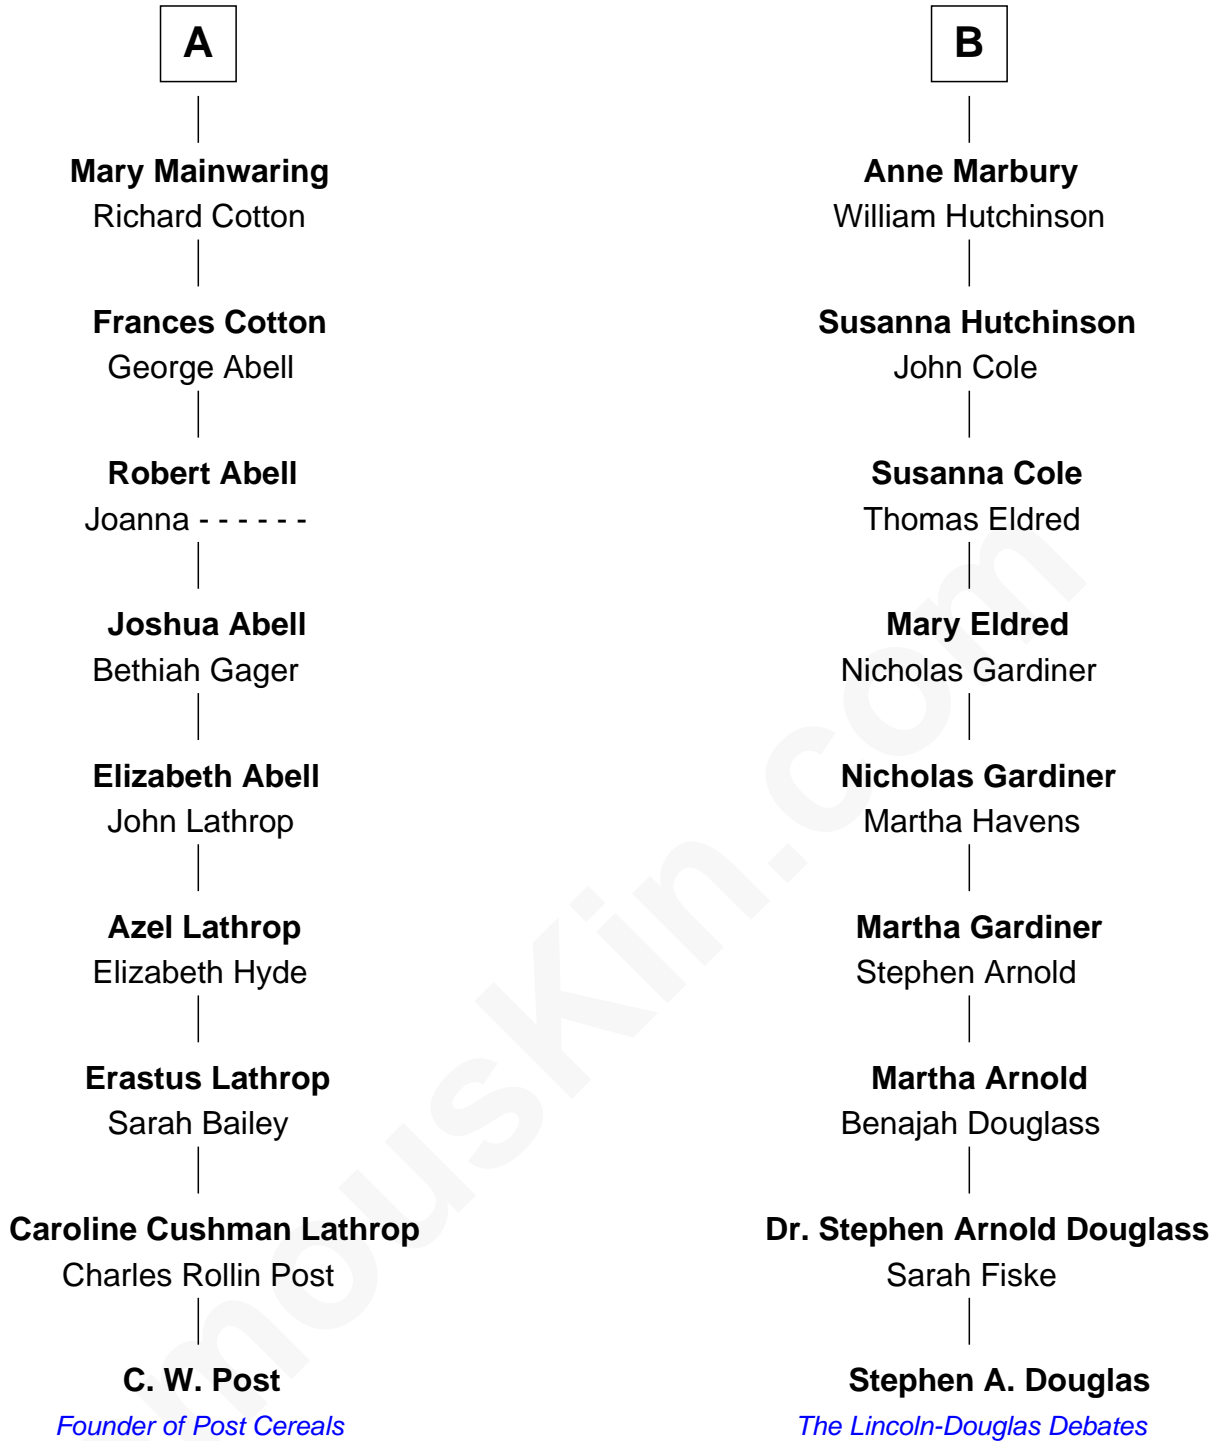 A
Mary Mainwaring
Richard Cotton
Frances Cotton
George Abell
Robert Abell
Joanna - - - - - -
Joshua Abell
Bethiah Gager
Elizabeth Abell
John Lathrop
Azel Lathrop
Elizabeth Hyde
Erastus Lathrop
Sarah Bailey
Caroline Cushman Lathrop
Charles Rollin Post
C. W. Post
Founder of Post Cereals
B
Anne Marbury
William Hutchinson
Susanna Hutchinson
John Cole
Susanna Cole
Thomas Eldred
Mary Eldred
Nicholas Gardiner
Nicholas Gardiner
Martha Havens
Martha Gardiner
Stephen Arnold
Martha Arnold
Benajah Douglass
Dr. Stephen Arnold Douglass
Sarah Fiske
Stephen A. Douglas
The Lincoln-Douglas Debates
mousKin.com